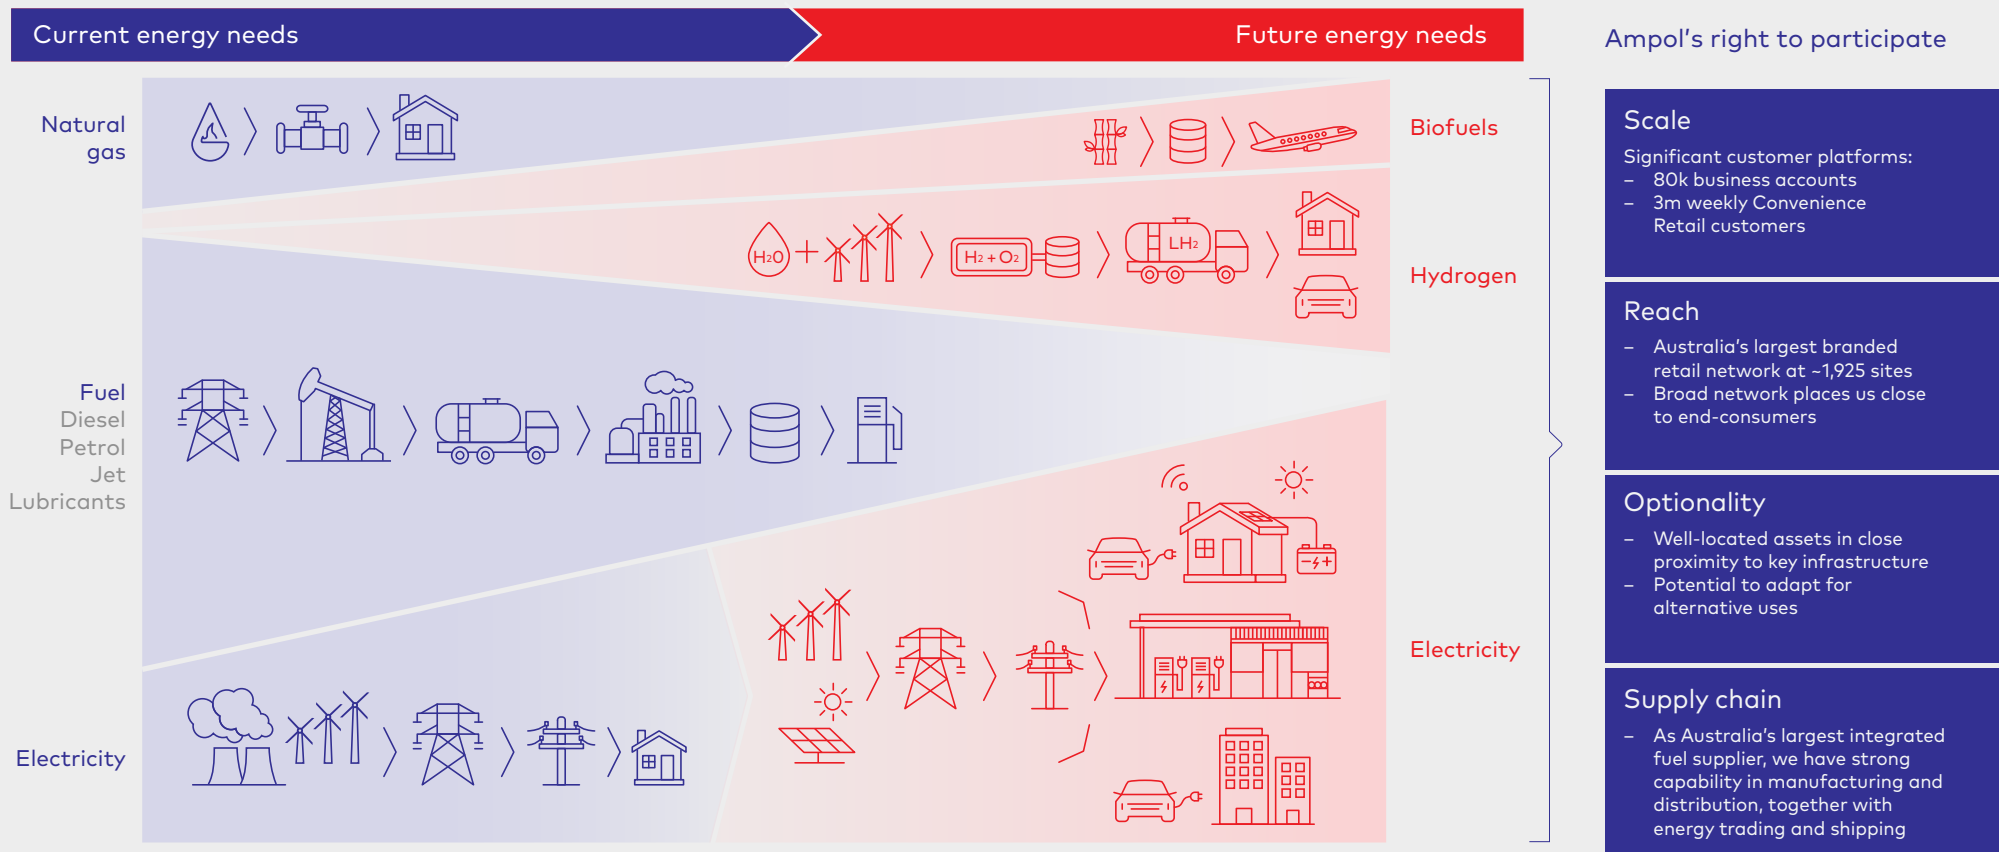 Current energy needs
Future energy needs
Ampol’s right to participate
Natural
gas
Biofuels
H2O
H2 + O2
LH2
Hydrogen
Fuel
Diesel
Petrol
Jet
Lubricants
Electricity
Electricity
Scale
Significant customer platforms:
– 80k business accounts
– 3m weekly Convenience
Retail customers
Reach
– Australia’s largest branded
retail network at ~1,925 sites
– Broad network places us close
to end-consumers
Optionality
– Well-located assets in close
proximity to key infrastructure
– Potential to adapt for
alternative uses
Supply chain
– As Australia’s largest integrated
fuel supplier, we have strong
capability in manufacturing and
distribution, together with
energy trading and shipping